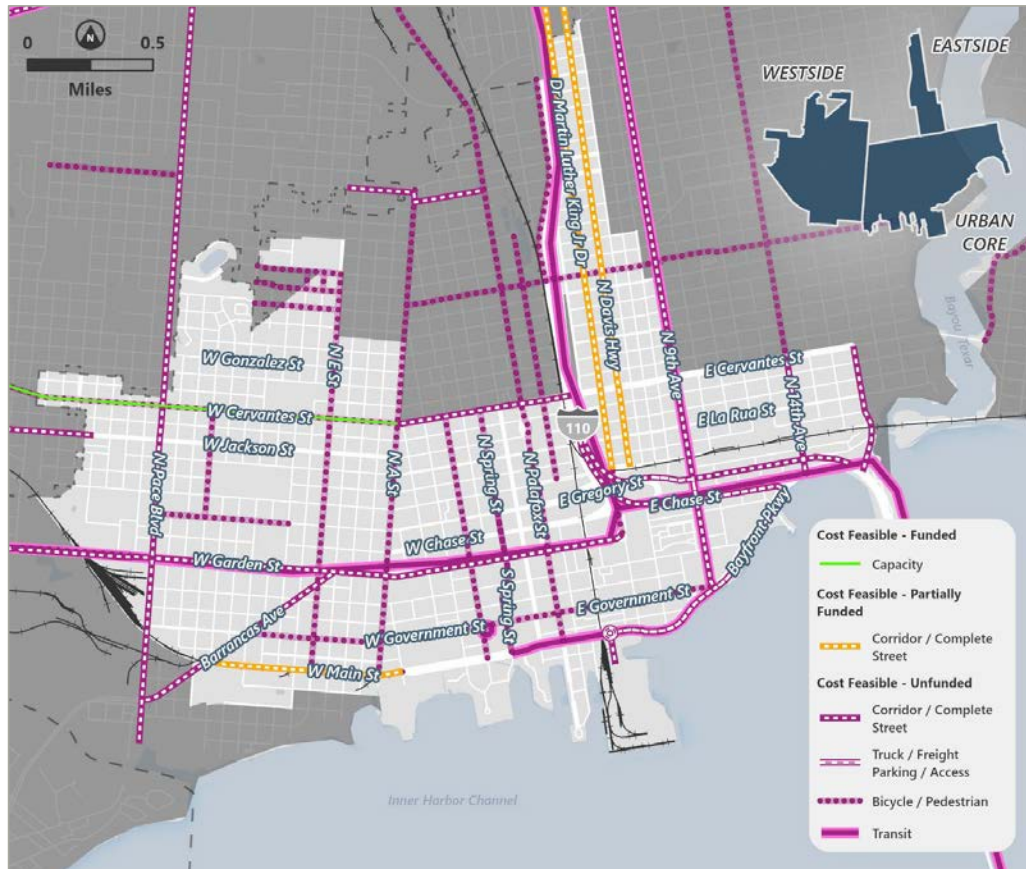 0
N
0.5
Miles
WESTSIDE
EASTSIDE
URBAN
CORE
Bayou Texar
Dr Martin Luther King Jr Dr
N Davis Hwy
N 9th Ave
N 14th Ave
E Cervantes St
E La Rua St
W Gonzalez St
N E St
W Cervantes St
W Jackson St
N Pace Blvd
N A St
N Spring St
N Palafox St
110
E Gregory St
E Chase St
Bayfront Pkwy
W Chase St
W Garden St
S Spring St
E Government St
W Government St
Barrancas Ave
W Main St
Inner Harbor Channel
Cost Feasible - Funded
Capacity
Cost Feasible - Partially
Funded
Corridor / Complete
Street
Cost Feasible - Unfunded
Corridor / Complete
Street
Truck / Freight
Parking / Access
Bicycle / Pedestrian
Transit